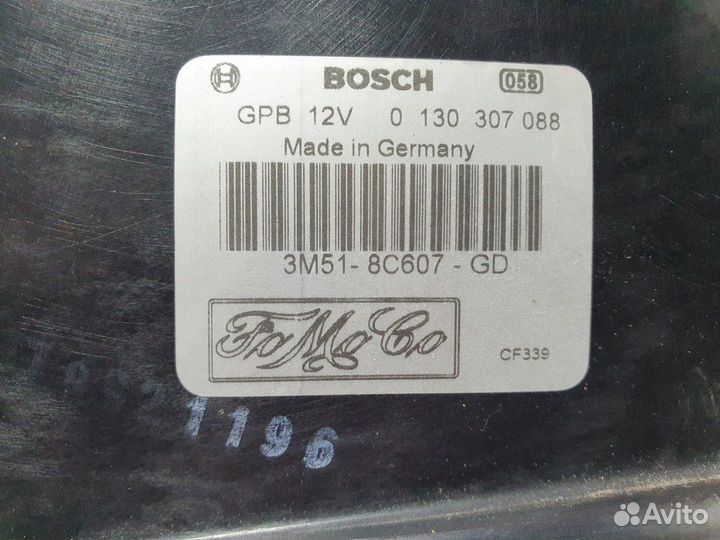 BOSCH 058
GPB 12V 0 130 307 088
Made in Germany
3M51-8C607-GD
FoMoCo
CF339
1196
Avito